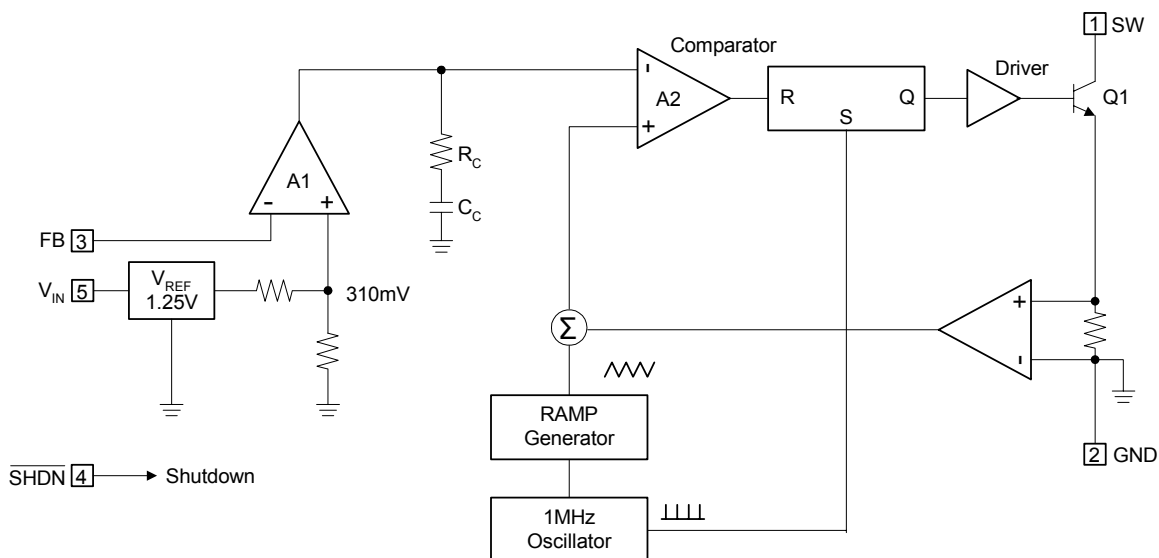 1 SW
Comparator
Driver
-
A2
+
R
Q
S
Q1
R_C
C_C
A1
- +
FB 3
V_IN 5
V_REF
1.25V
310mV
Σ
+
-
RAMP
Generator
2 GND
SHDN 4
Shutdown
1MHz
Oscillator